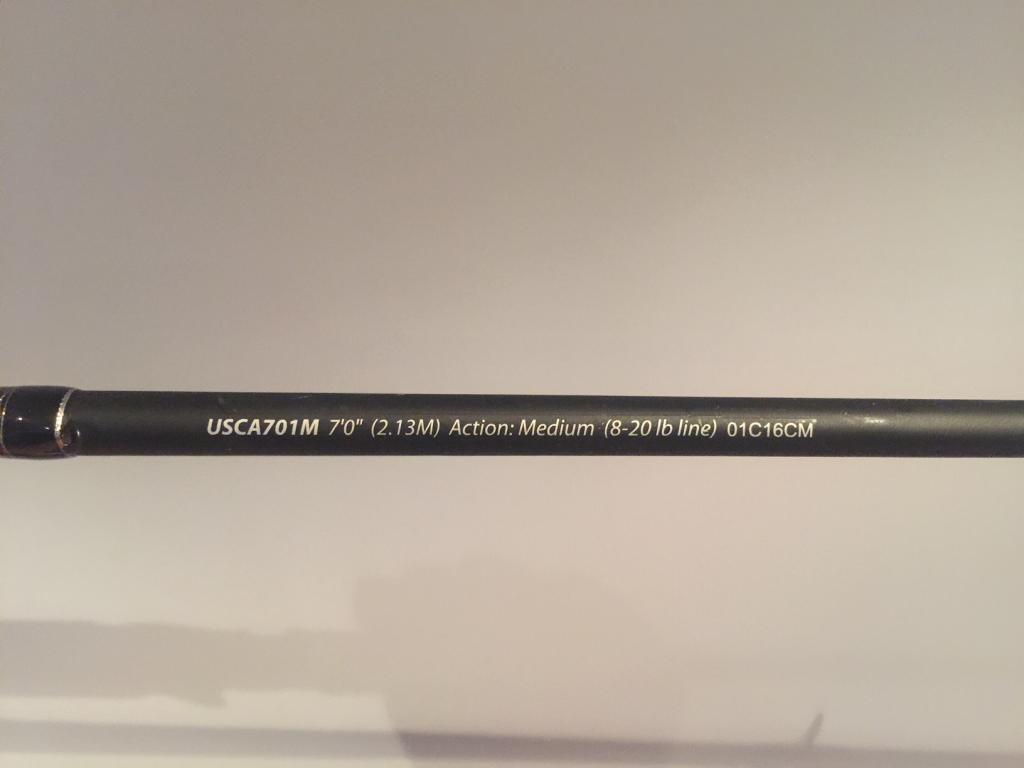 USCA701M 7'0" (2.13M) Action: Medium (8-20 lb line) 01C16CM